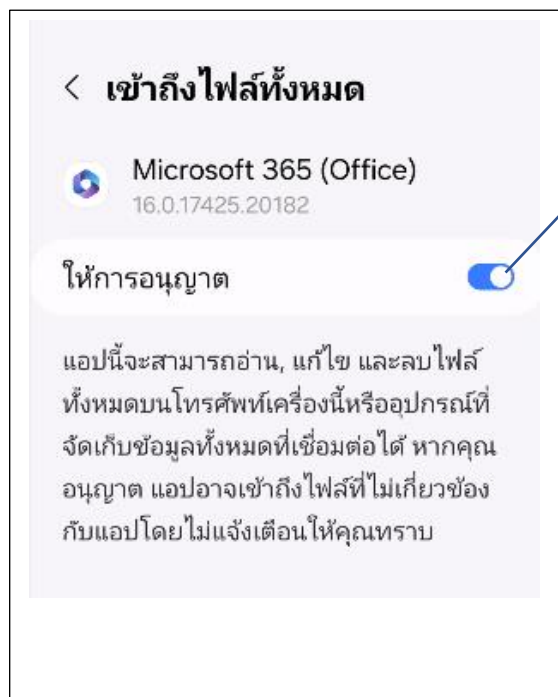 < เข้าถึงไฟล์ทั้งหมด
Microsoft 365 (Office)
16.0.17425.20182
ให้การอนุญาต
แอปนี้จะสามารถอ่าน, แก้ไข และลบไฟล์
ทั้งหมดบนโทรศัพท์เครื่องนี้หรืออุปกรณ์ที่
จัดเก็บข้อมูลทั้งหมดที่เชื่อมต่อได้ หากคุณ
อนุญาต แอปอาจเข้าถึงไฟล์ที่ไม่เกี่ยวข้อง
กับแอปโดยไม่แจ้งเตือนให้คุณทราบ